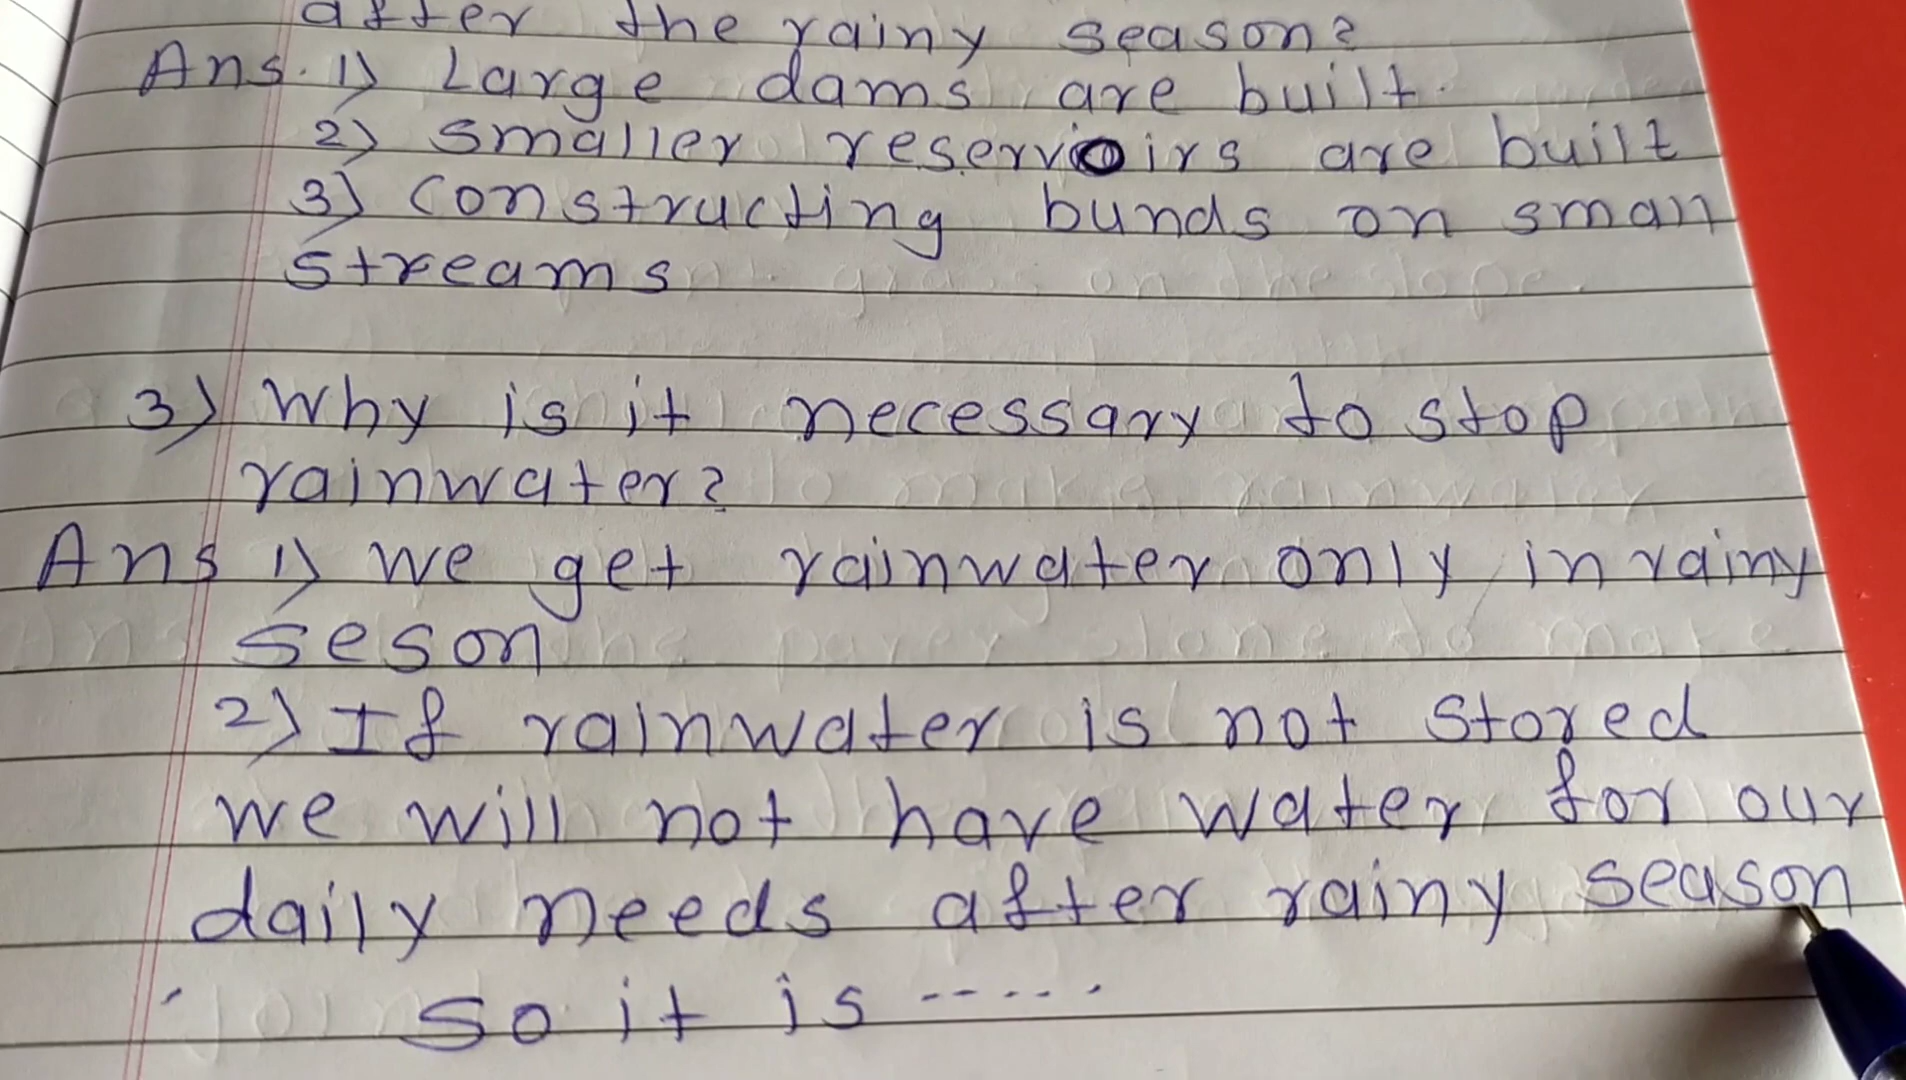 after the rainy season?
Ans. 1) Large dams are built.
2) smaller reservoirs are built
3) Constructing bunds on small
streams
3) Why is it necessary to stop
rainwater?
Ans 1) We get rainwater only in rainy
seson
2) If rainwater is not stored
we will not have water for our
daily needs after rainy season
so it is -----